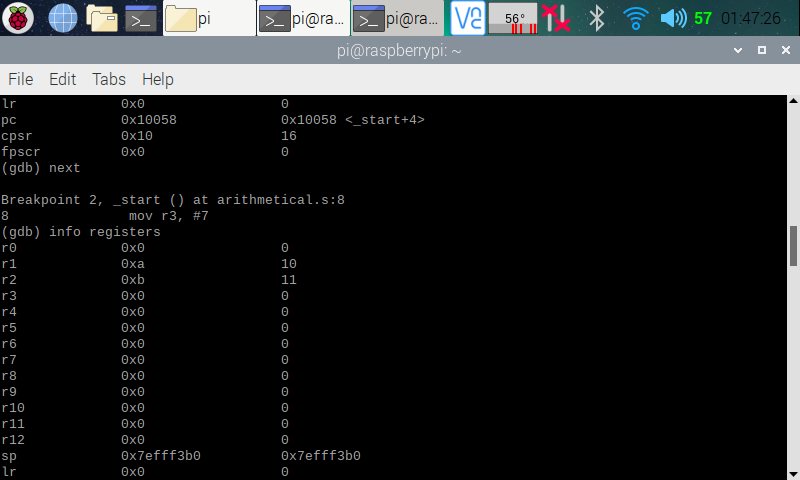 pi
pi@ra...
pi@ra...
VNC
56°
57
01:47:26
pi@raspberrypi: ~
File Edit Tabs Help
lr 0x0 0
pc 0x10058 0x10058 <_start+4>
cpsr 0x10 16
fpscr 0x0 0
(gdb) next
Breakpoint 2, _start () at arithmetical.s:8
8 mov r3, #7
(gdb) info registers
r0 0x0 0
r1 0xa 10
r2 0xb 11
r3 0x0 0
r4 0x0 0
r5 0x0 0
r6 0x0 0
r7 0x0 0
r8 0x0 0
r9 0x0 0
r10 0x0 0
r11 0x0 0
r12 0x0 0
sp 0x7efff3b0 0x7efff3b0
lr 0x0 0